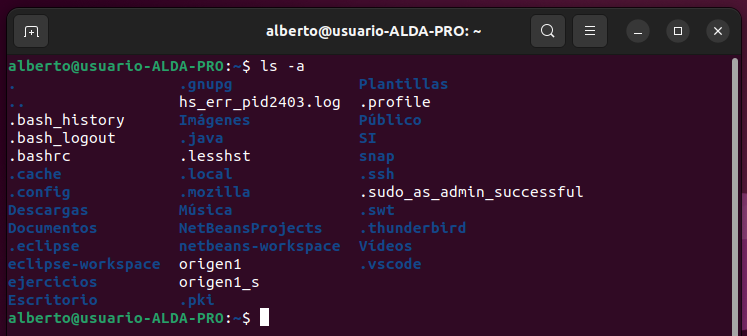 alberto@usuario-ALDA-PRO: ~
alberto@usuario-ALDA-PRO:~$ ls -a
. .gnupg Plantillas
.. hs_err_pid2403.log .profile
.bash_history Imágenes Público
.bash_logout .java SI
.bashrc .lesshst snap
.cache .local .ssh
.config .mozilla .sudo_as_admin_successful
Descargas Música .swt
Documentos NetBeansProjects .thunderbird
.eclipse netbeans-workspace Vídeos
eclipse-workspace origen1 .vscode
ejercicios origen1_s
Escritorio .pki
alberto@usuario-ALDA-PRO:~$